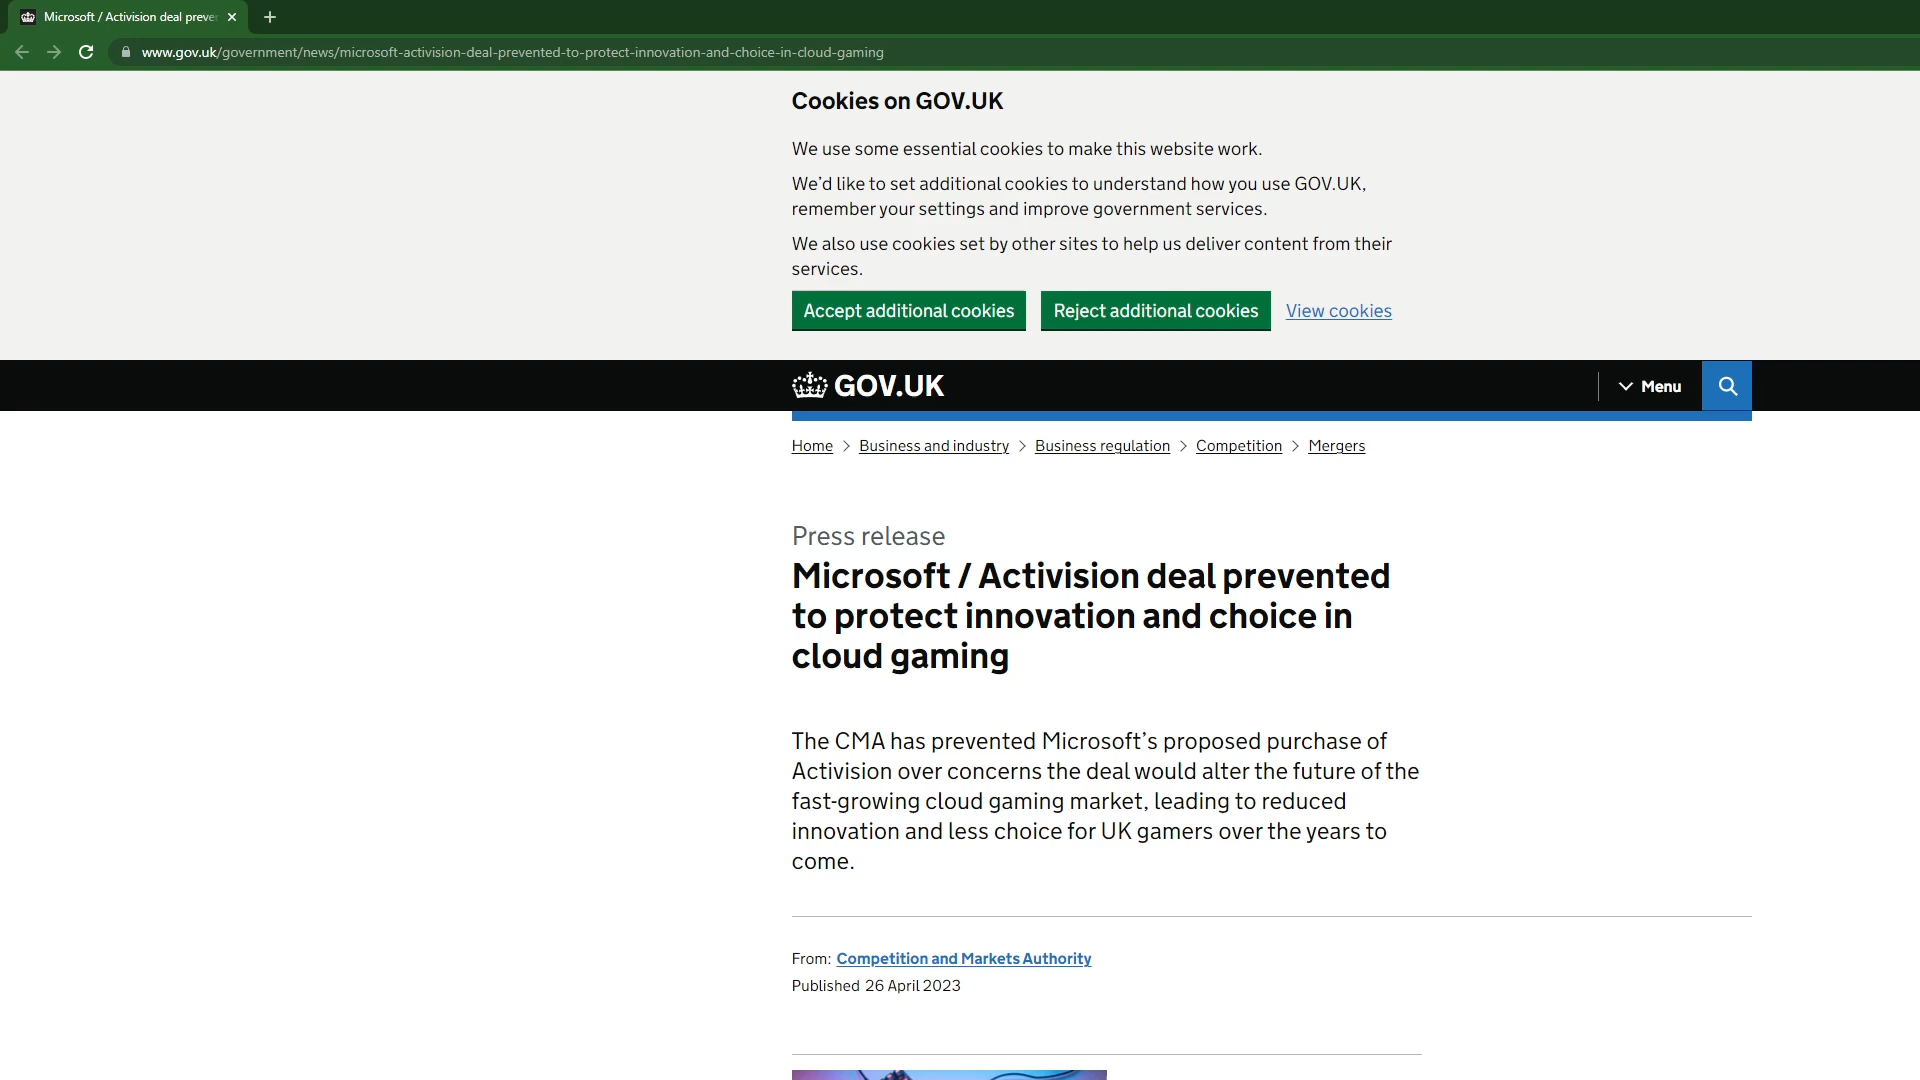 Microsoft / Activision deal preve
www.gov.uk/government/news/microsoft-activision-deal-prevented-to-protect-innovation-and-choice-in-cloud-gaming
Cookies on GOV.UK
We use some essential cookies to make this website work.
We’d like to set additional cookies to understand how you use GOV.UK,
remember your settings and improve government services.
We also use cookies set by other sites to help us deliver content from their
services.
Accept additional cookies Reject additional cookies View cookies
GOV.UK Menu
Home Business and industry Business regulation Competition Mergers
Press release
Microsoft / Activision deal prevented
to protect innovation and choice in
cloud gaming
The CMA has prevented Microsoft’s proposed purchase of
Activision over concerns the deal would alter the future of the
fast-growing cloud gaming market, leading to reduced
innovation and less choice for UK gamers over the years to
come.
From: Competition and Markets Authority
Published 26 April 2023